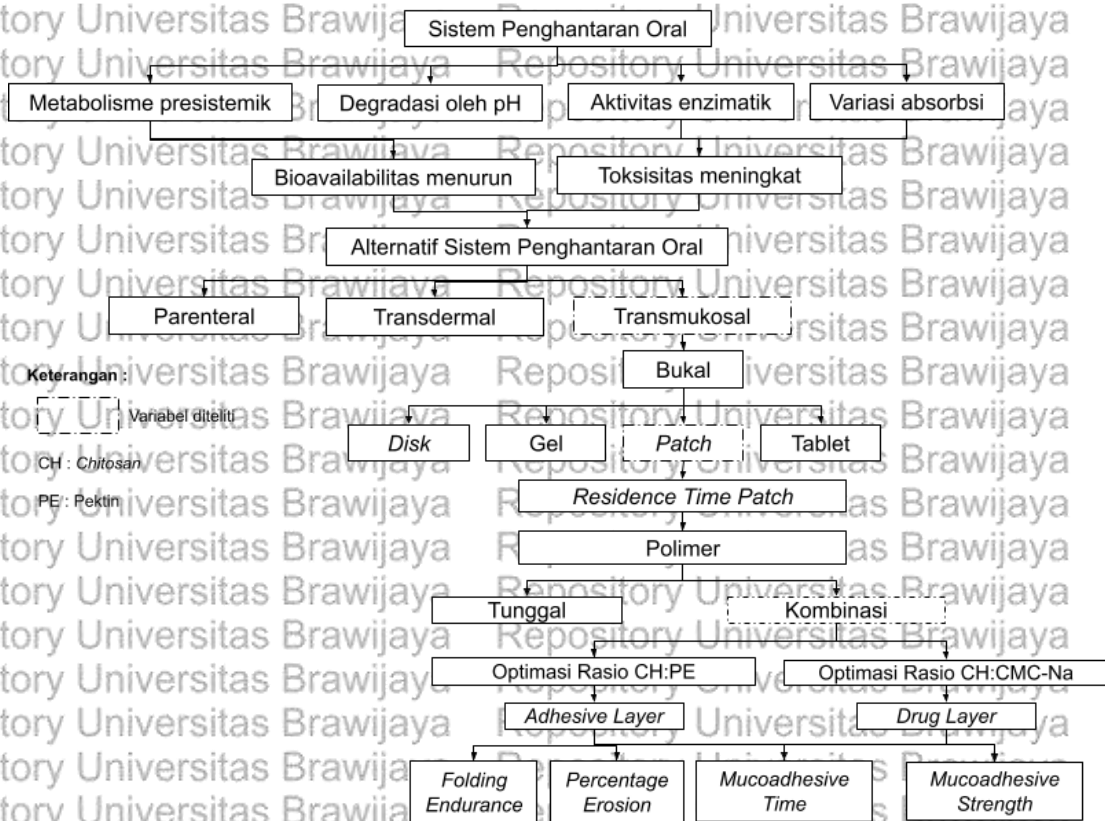 Sistem Penghantaran Oral
Metabolisme presistemik
Degradasi oleh pH
Aktivitas enzimatik
Variasi absorbsi
Bioavailabilitas menurun
Toksisitas meningkat
Alternatif Sistem Penghantaran Oral
Parenteral
Transdermal
Transmukosal
Bukal
Keterangan :
Variabel diteliti
CH : Chitosan
PE : Pektin
Disk
Gel
Patch
Tablet
Residence Time Patch
Polimer
Tunggal
Kombinasi
Optimasi Rasio CH:PE
Optimasi Rasio CH:CMC-Na
Adhesive Layer
Drug Layer
Folding
Endurance
Percentage
Erosion
Mucoadhesive
Time
Mucoadhesive
Strength